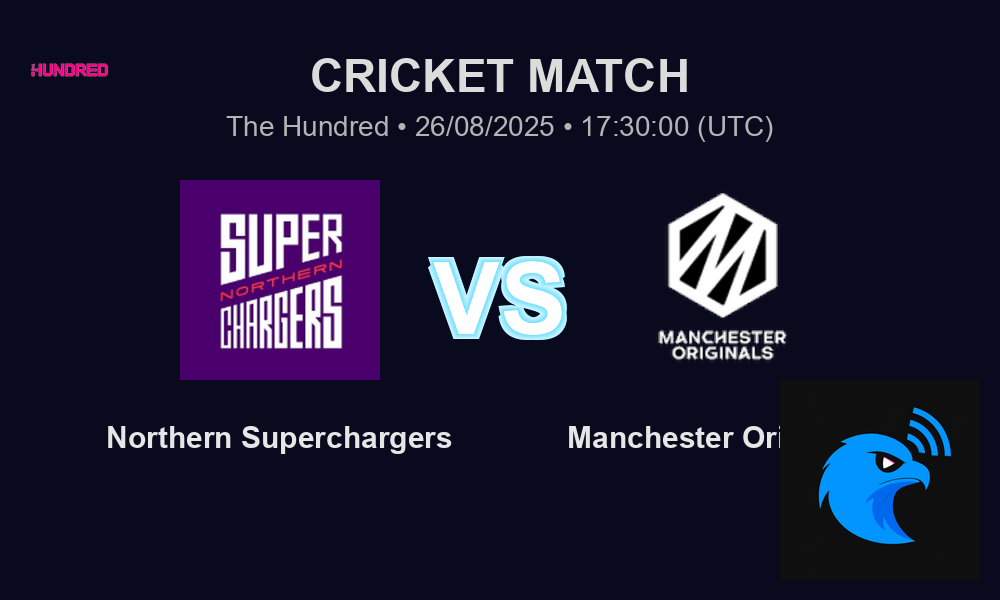 HUNDRED
CRICKET MATCH
The Hundred • 26/08/2025 • 17:30:00 (UTC)
SUPER
NORTHERN
CHARGERS
VS
MANCHESTER
ORIGINALS
Northern Superchargers
Manchester Ori